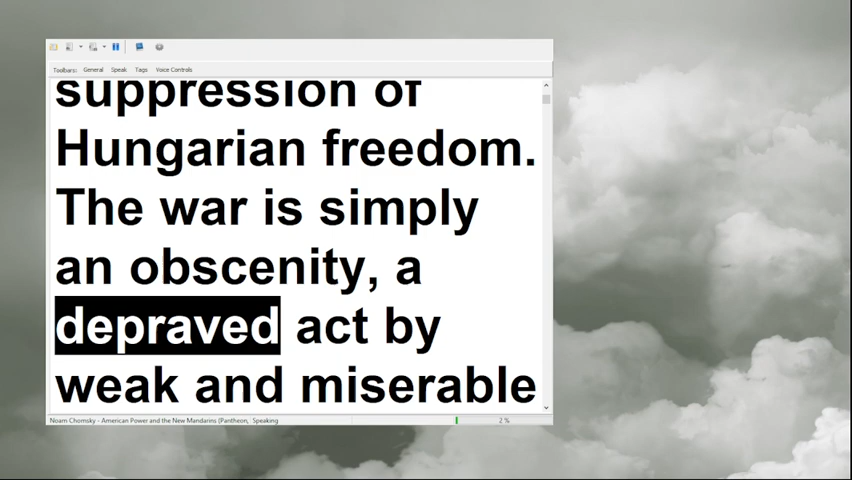 Toolbars: General Speak Tags Voice Controls
suppression of
Hungarian freedom.
The war is simply
an obscenity, a
depraved act by
weak and miserable
Noam Chomsky - American Power and the New Mandarins (Pantheon, Speaking 2 %